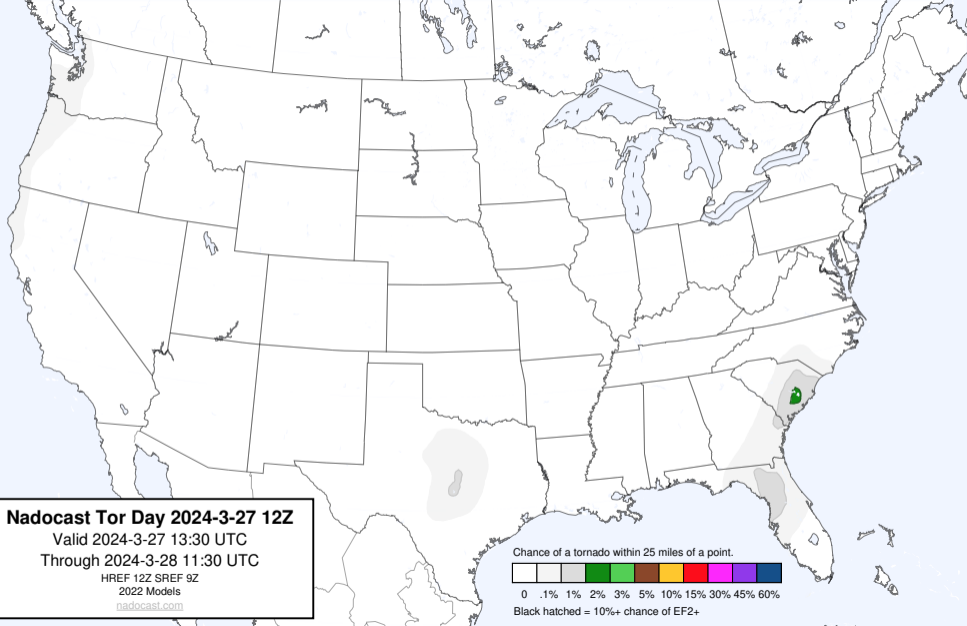 Nadocast Tor Day 2024-3-27 12Z
Valid 2024-3-27 13:30 UTC
Through 2024-3-28 11:30 UTC
HREF 12Z SREF 9Z
2022 Models
nadocast.com
Chance of a tornado within 25 miles of a point.
0 .1% 1% 2% 3% 5% 10% 15% 30% 45% 60%
Black hatched = 10%+ chance of EF2+